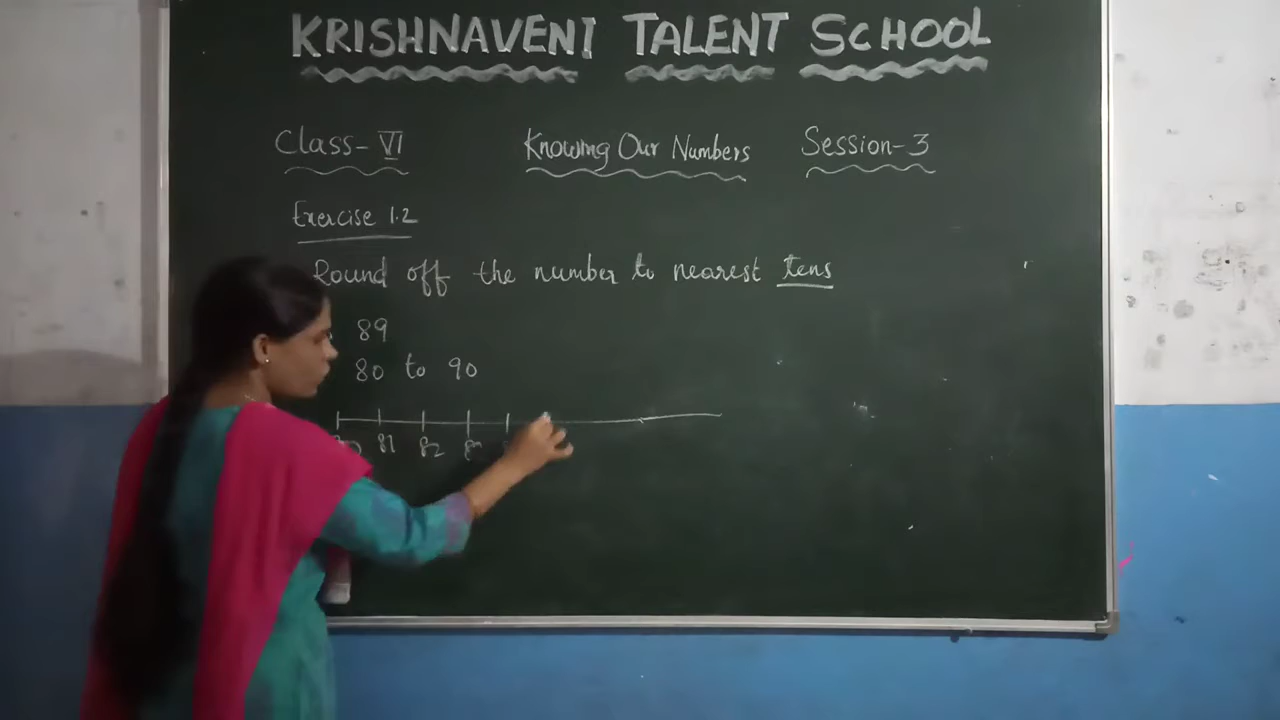 KRISHNAVENI TALENT SCHOOL
Class-VI Knowing Our Numbers Session-3
Exercise 1.2
Round off the number to nearest tens
89
80 to 90
81 82